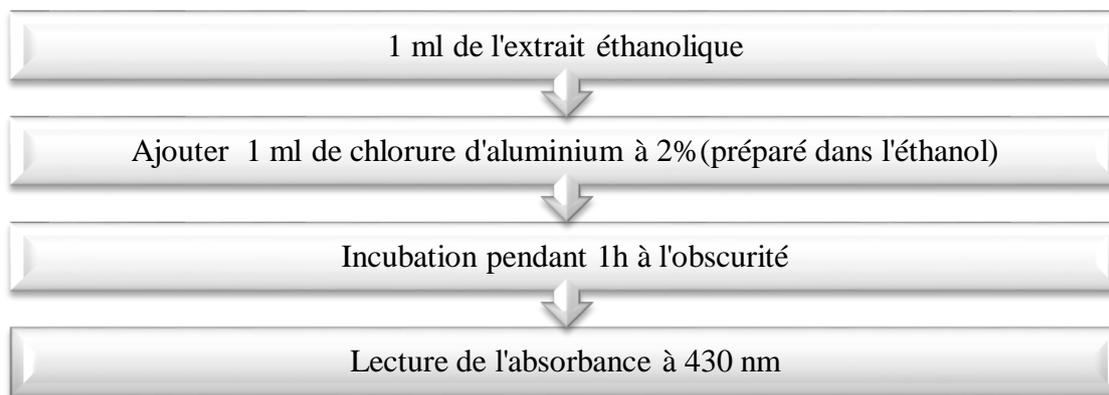 1 ml de l'extrait éthanolique
Ajouter 1 ml de chlorure d'aluminium à 2%(préparé dans l'éthanol)
Incubation pendant 1h à l'obscurité
Lecture de l'absorbance à 430 nm